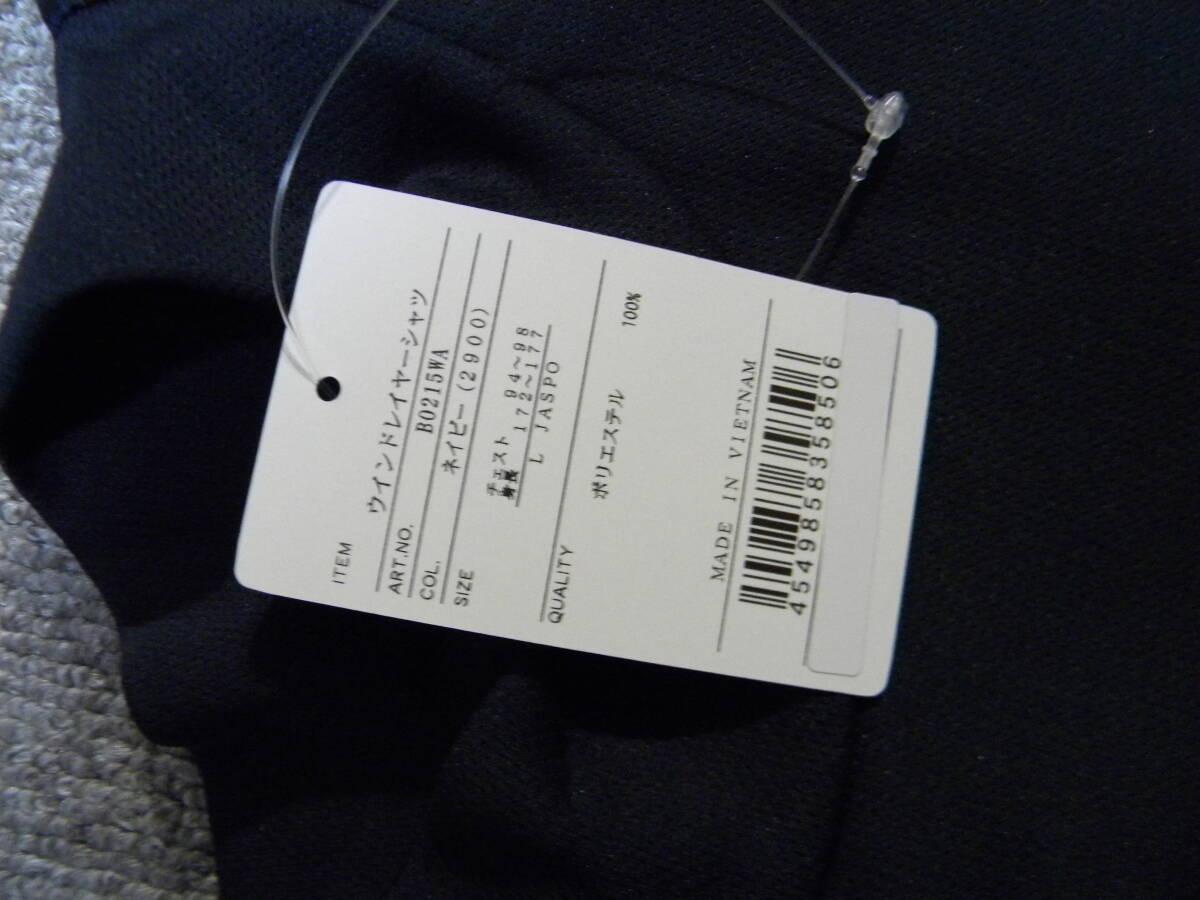 ITEM
ウインドレイヤーシャツ
ART.NO. BO215WA
COL. ネイビー(2900)
SIZE
チェスト 94～98
身長 172～177
L JASPO
QUALITY
ポリエステル 100%
MADE IN VIETNAM
4549858358506